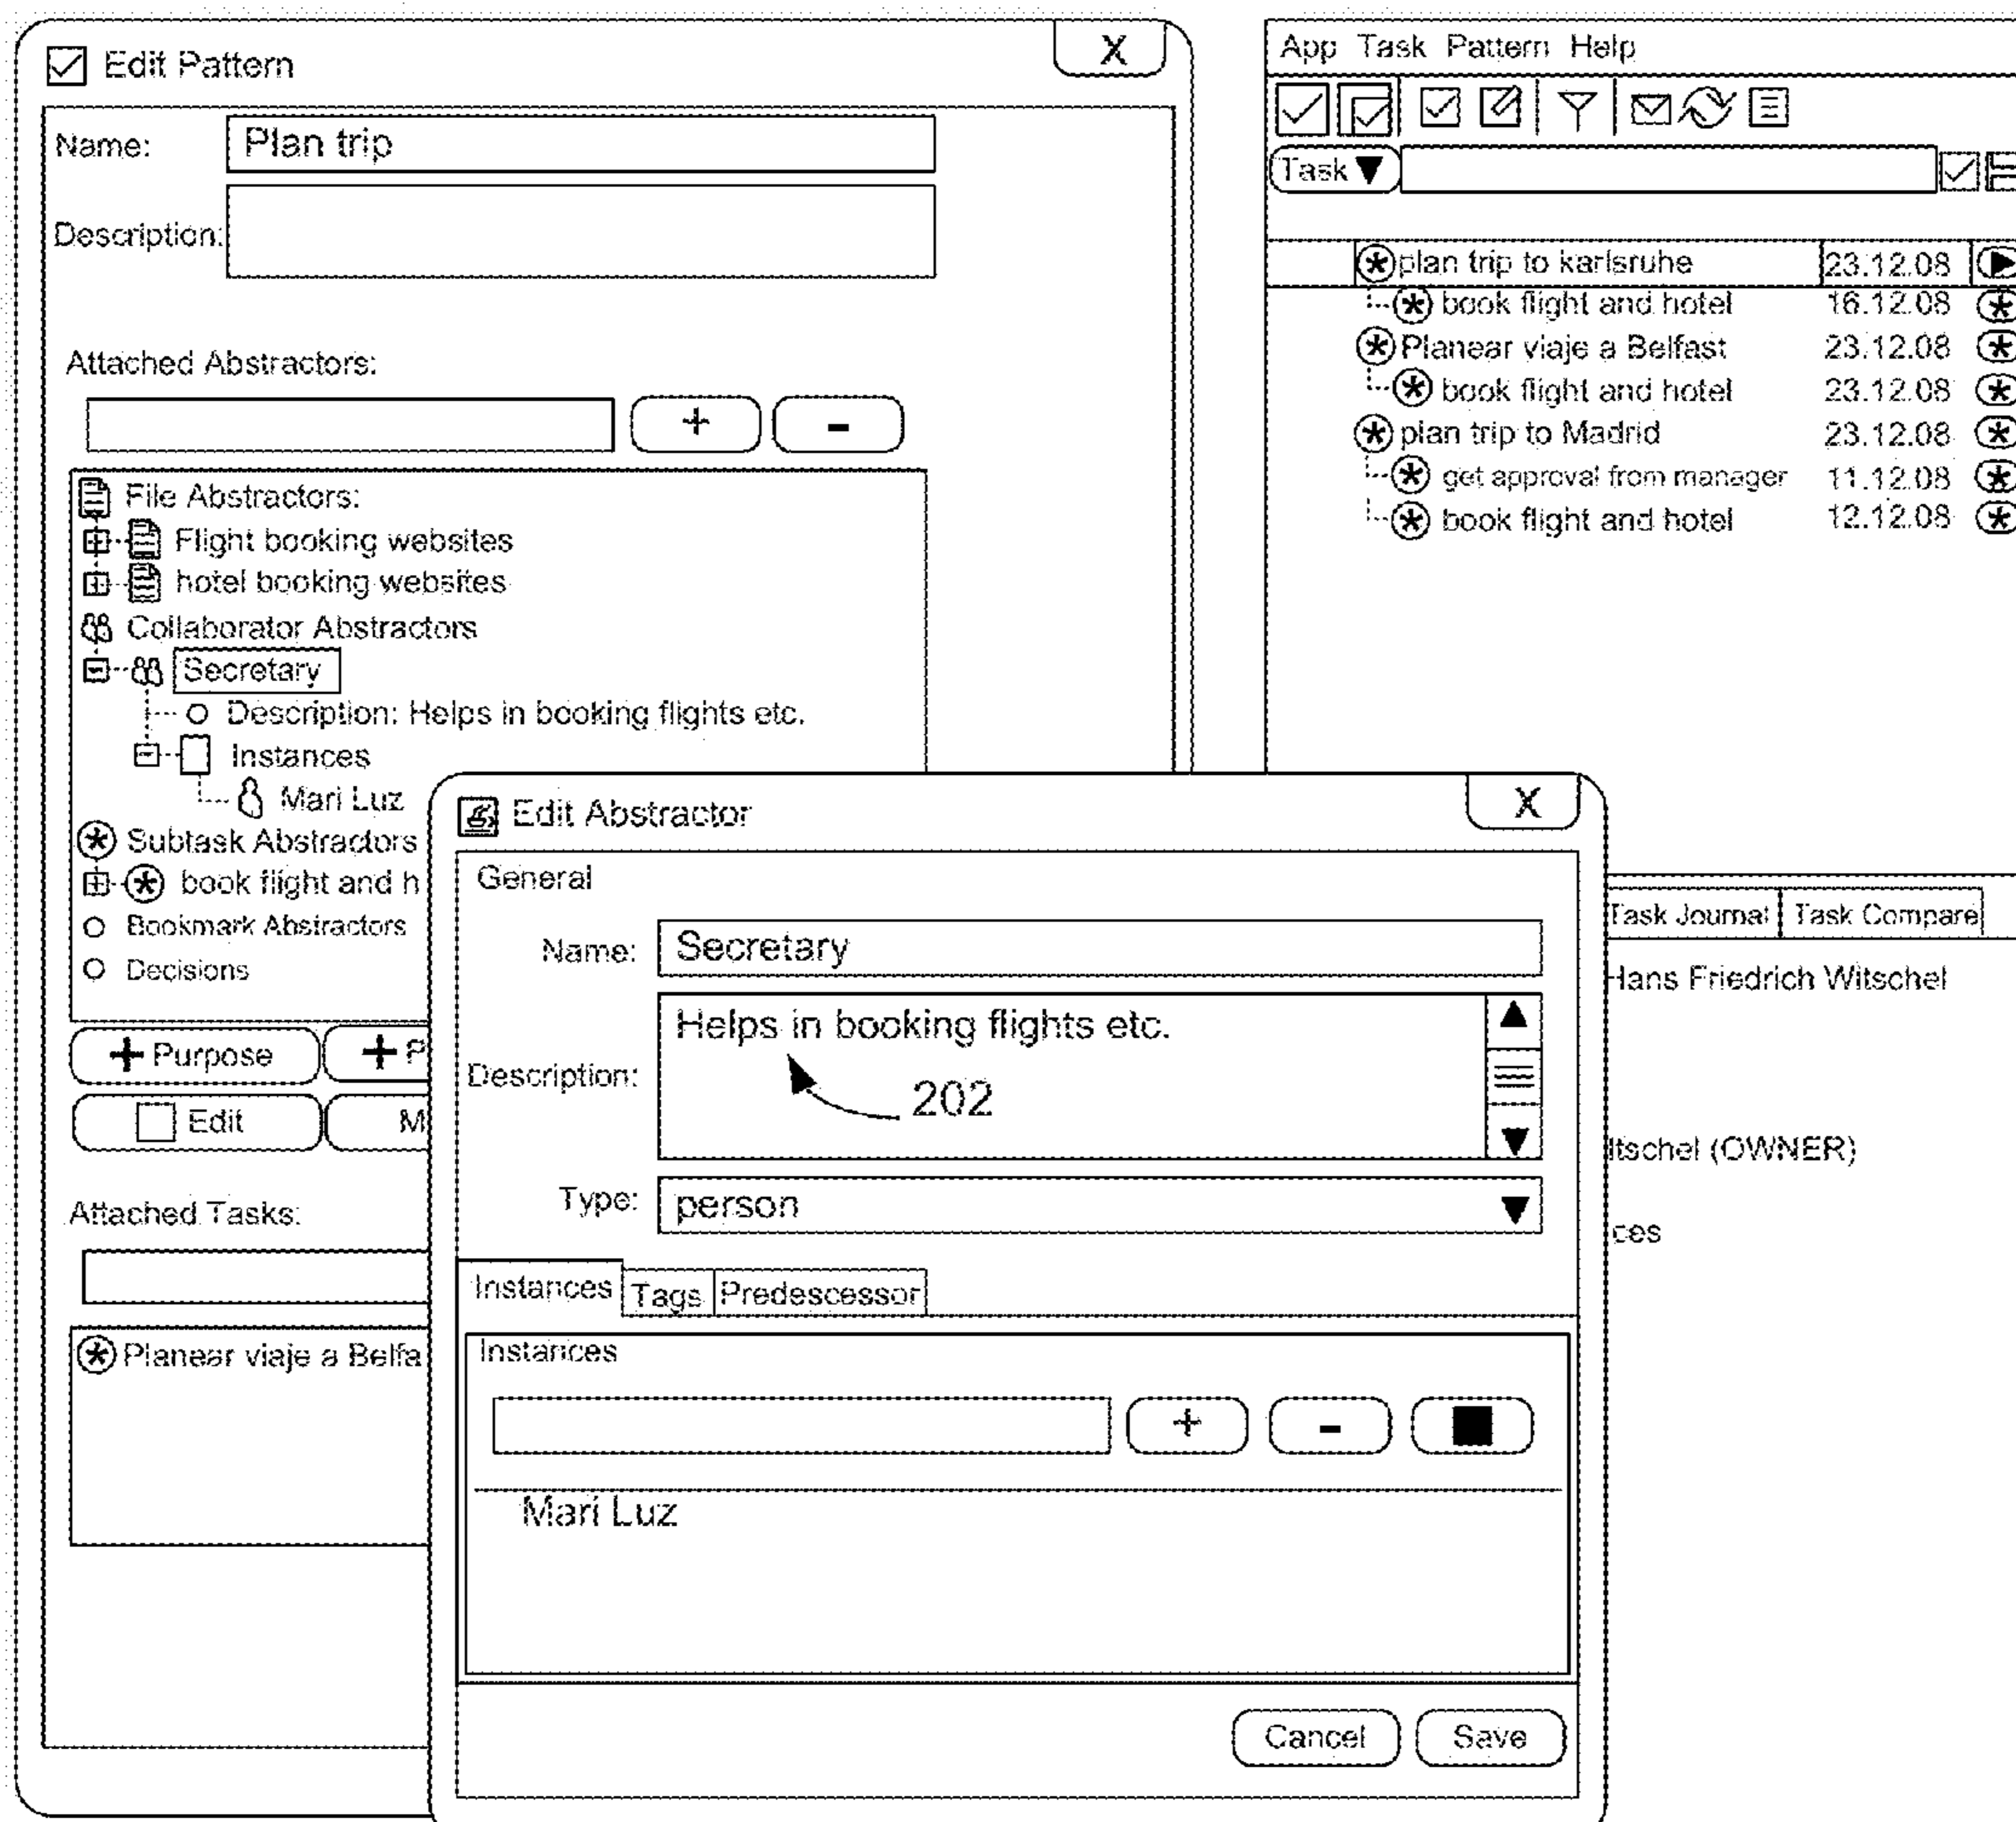 Edit Pattern X
Name: Plan trip
Description:
Attached Abstractors:
+ -
File Abstractors:
Flight booking websites
hotel booking websites
Collaborator Abstractors
Secretary
Description: Helps in booking flights etc.
Instances
Mari Luz
Subtask Abstractors
book flight and h
Bookmark Abstractors
Decisions
+ Purpose + P
Edit M
Attached Tasks:
Planear viaje a Belfa
App Task Pattern Help
Task
plan trip to karlsruhe 23.12.08
book flight and hotel 16.12.08
Planear viaje a Belfast 23.12.08
book flight and hotel 23.12.08
plan trip to Madrid 23.12.08
get approval from manager 11.12.08
book flight and hotel 12.12.08
Task Journal Task Compare
Hans Friedrich Witschel
itschel (OWNER)
ces
Edit Abstractor X
General
Name: Secretary
Description: Helps in booking flights etc.
202
Type: person
Instances Tags Predescessor
Instances
+ -
Mari Luz
Cancel Save